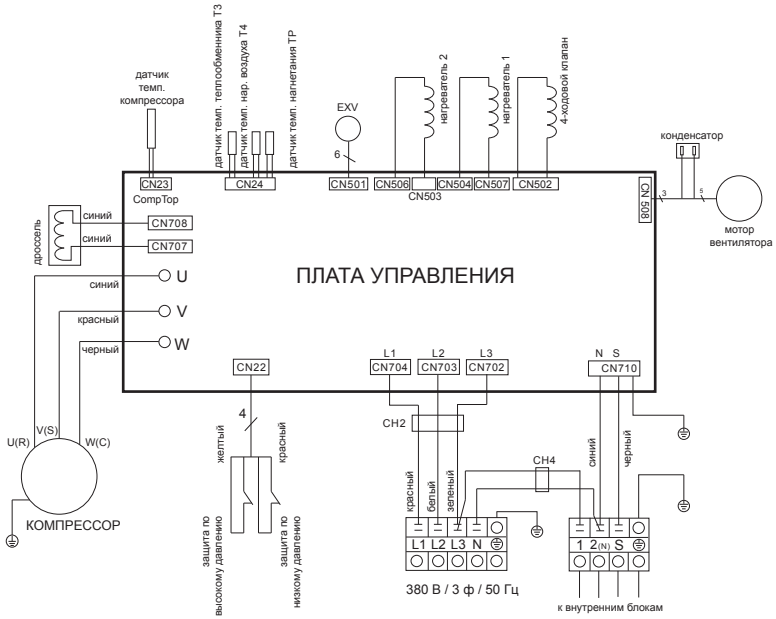 датчик темп. теплообменника Т3
датчик темп. нар. воздуха Т4
датчик темп. нагнетания ТР
датчик
темп.
компрессора
EXV
6
нагреватель 2
нагреватель 1
4-ходовой клапан
конденсатор
CN23
CompTop
CN24
CN501
CN506
CN503
CN504
CN507
CN502
CN 508
3
5
мотор
вентилятора
дроссель
синий
CN708
синий
CN707
синий
U
красный
V
черный
W
ПЛАТА УПРАВЛЕНИЯ
CN22
L1
CN704
L2
CN703
L3
CN702
N S
CN710
4
желтый
красный
CH2
синий
черный
CH4
U(R)
V(S)
W(C)
КОМПРЕССОР
защита по
высокому давлению
защита по
низкому давлению
красный
белый
зеленый
L1 L2 L3 N
1 2(N) S
380 В / 3 ф / 50 Гц
к внутренним блокам